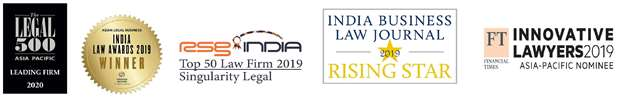 The
LEGAL
500
ASIA PACIFIC
LEADING FIRM
2020
ASIAN LEGAL BUSINESS
INDIA
LAW AWARDS 2019
WINNER
RSG INDIA
Top 50 Law Firm 2019
Singularity Legal
INDIA BUSINESS
LAW JOURNAL
2019
RISING STAR
FT
FINANCIAL
TIMES
INNOVATIVE
LAWYERS2019
ASIA-PACIFIC NOMINEE